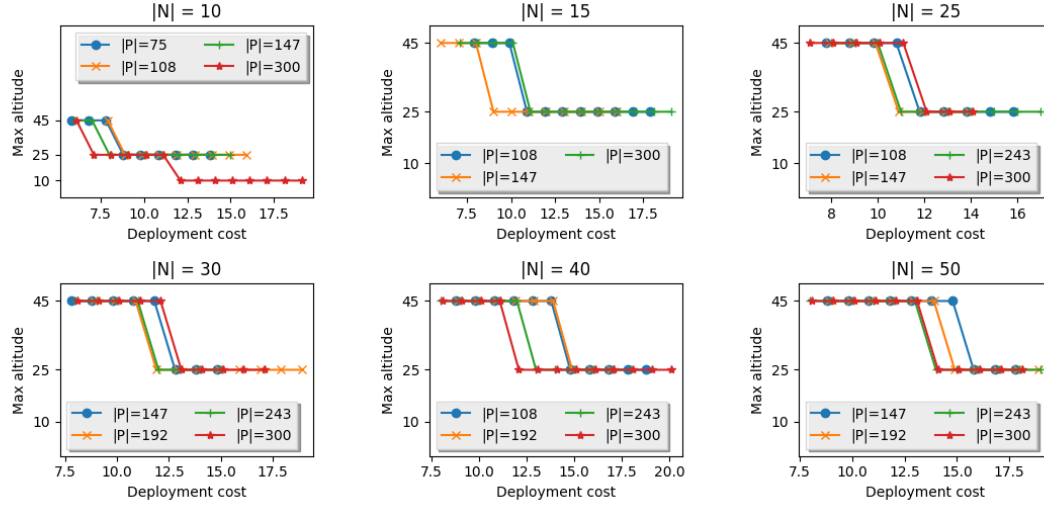 |N| = 10
|P|=75
|P|=108
|P|=147
|P|=300
Max altitude
45
25
10
7.5 10.0 12.5 15.0 17.5
Deployment cost
|N| = 15
|P|=108
|P|=147
|P|=300
Max altitude
45
25
10
7.5 10.0 12.5 15.0 17.5
Deployment cost
|N| = 25
|P|=108
|P|=147
|P|=243
|P|=300
Max altitude
45
25
10
8 10 12 14 16
Deployment cost
|N| = 30
|P|=147
|P|=192
|P|=243
|P|=300
Max altitude
45
25
10
7.5 10.0 12.5 15.0 17.5
Deployment cost
|N| = 40
|P|=108
|P|=192
|P|=243
|P|=300
Max altitude
45
25
10
7.5 10.0 12.5 15.0 17.5 20.0
Deployment cost
|N| = 50
|P|=147
|P|=192
|P|=243
|P|=300
Max altitude
45
25
10
7.5 10.0 12.5 15.0 17.5
Deployment cost